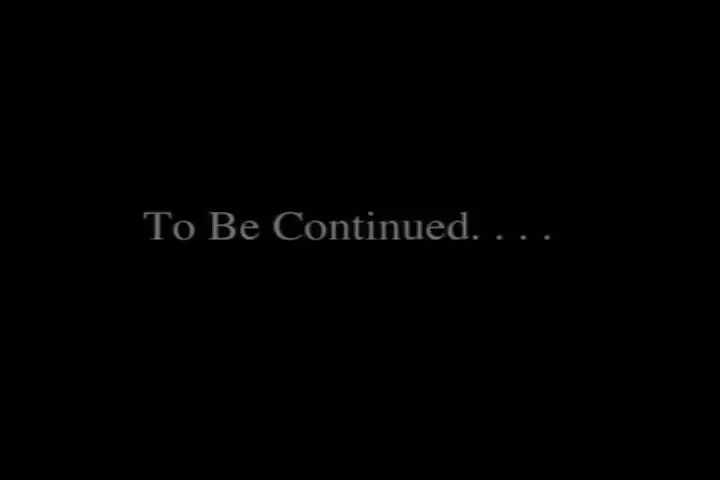 To Be Continued. . . .